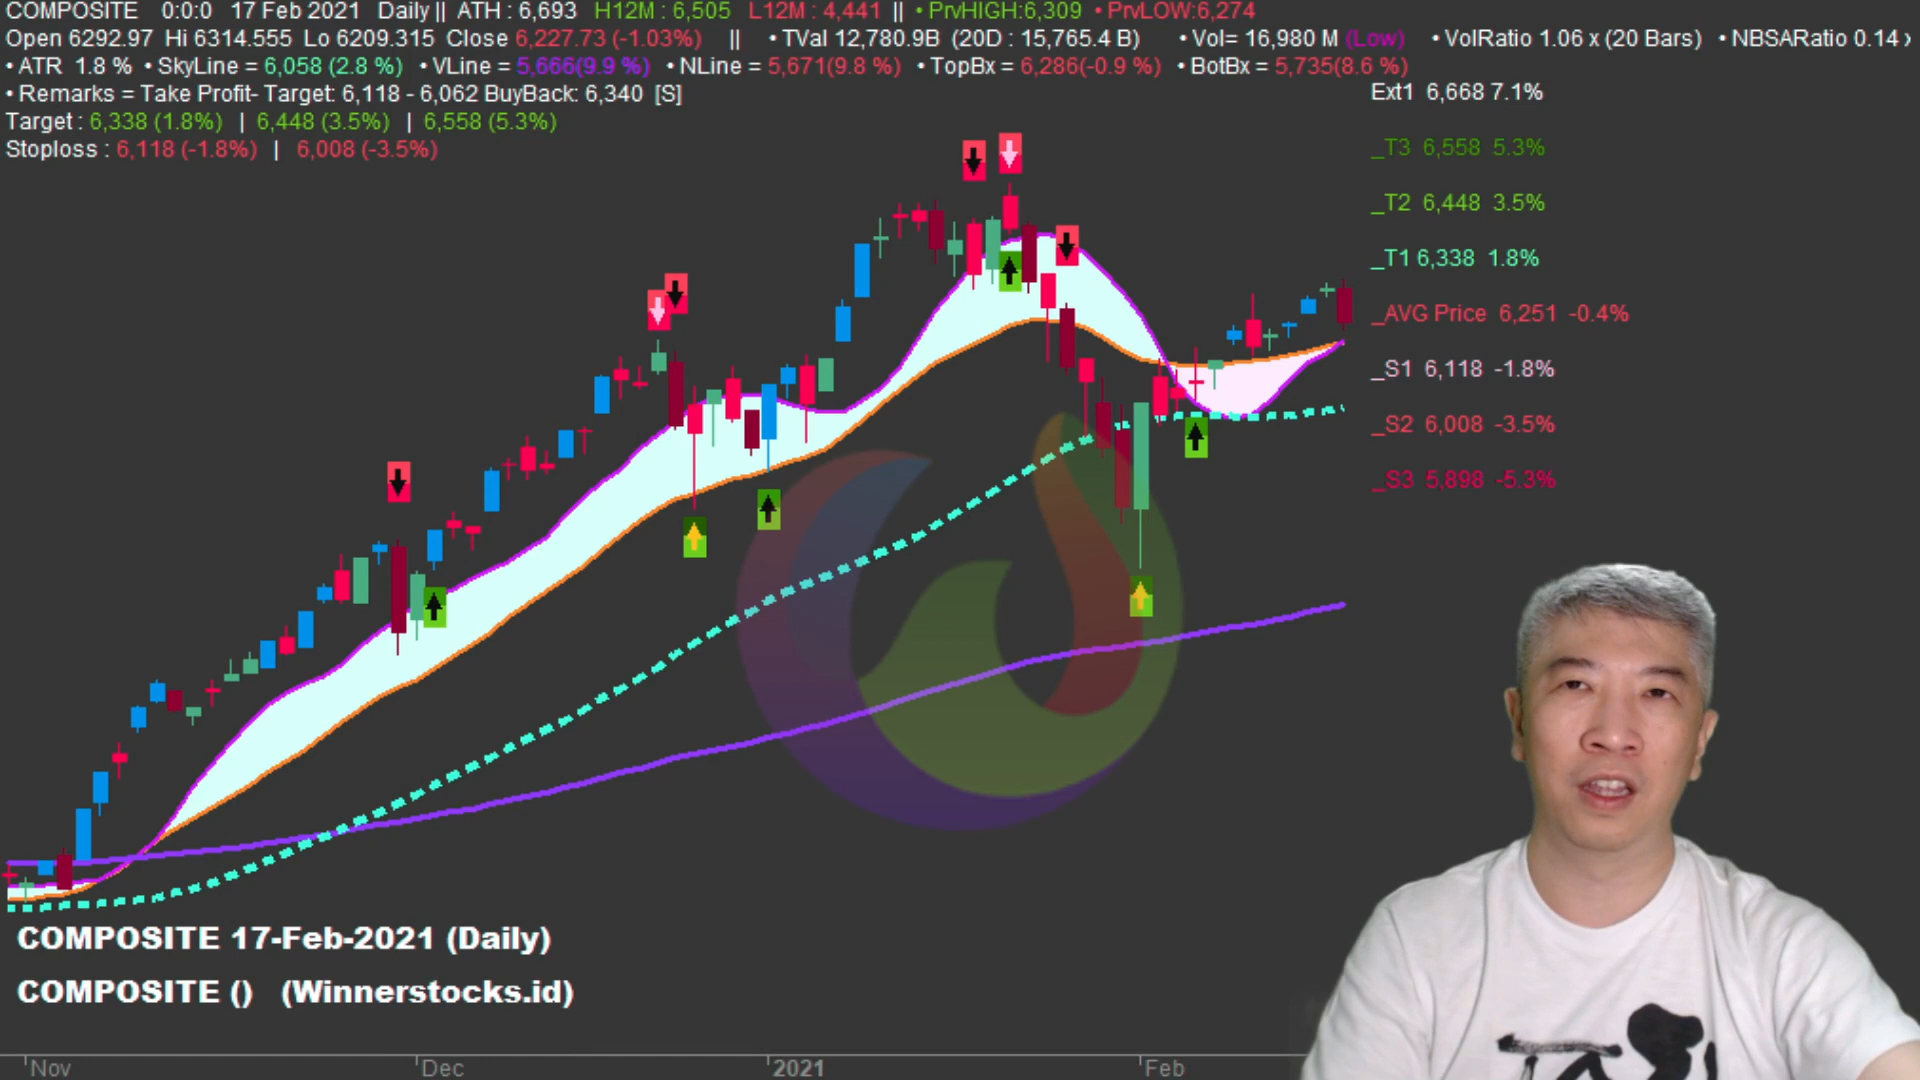 COMPOSITE 0:0:0 17 Feb 2021 Daily || ATH : 6,693 H12M : 6,505 L12M : 4,441 || • PrvHIGH:6,309 • PrvLOW:6,274
Open 6292.97 Hi 6314.555 Lo 6209.315 Close 6,227.73 (-1.03%) || • TVal 12,780.9B (20D : 15,765.4 B) • Vol= 16,980 M (Low) • VolRatio 1.06 x (20 Bars) • NBSARatio 0.14 x
• ATR 1.8 % • SkyLine = 6,058 (2.8 %) • VLine = 5,666(9.9 %) • NLine = 5,671(9.8 %) • TopBx = 6,286(-0.9 %) • BotBx = 5,735(8.6 %)
• Remarks = Take Profit- Target: 6,118 - 6,062 BuyBack: 6,340 [S]
Target : 6,338 (1.8%) | 6,448 (3.5%) | 6,558 (5.3%)
Stoploss : 6,118 (-1.8%) | 6,008 (-3.5%)
Ext1 6,668 7.1%
_T3 6,558 5.3%
_T2 6,448 3.5%
_T1 6,338 1.8%
_AVG Price 6,251 -0.4%
_S1 6,118 -1.8%
_S2 6,008 -3.5%
_S3 5,898 -5.3%
COMPOSITE 17-Feb-2021 (Daily)
COMPOSITE () (Winnerstocks.id)
Nov Dec 2021 Feb